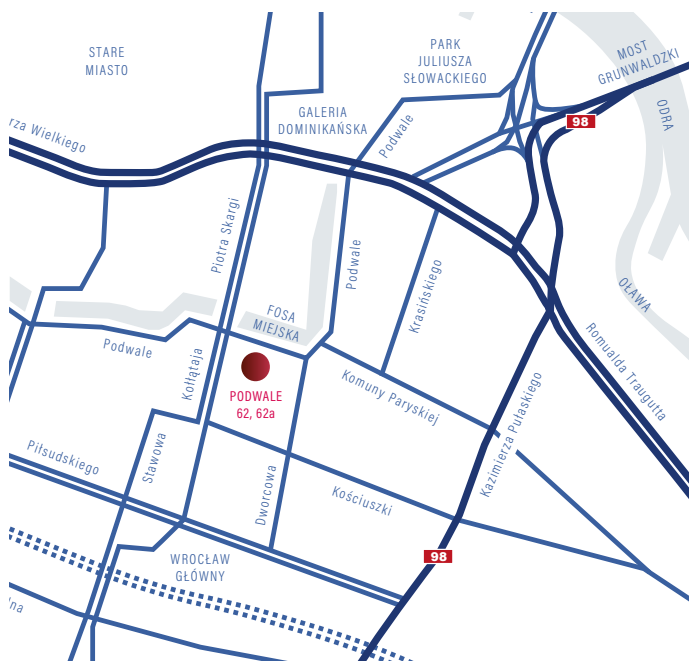 STARE
MIASTO
PARK
JULIUSZA
SŁOWACKIEGO
MOST
GRUNWALDZKI
ODRA
98
GALERIA
DOMINIKAŃSKA
Podwale
rza Wielkiego
Piotra Skargi
Podwale
Krasińskiego
OŁAWA
FOSA
MIEJSKA
Romualda Traugutta
Podwale
Kołłątaja
PODWALE
62, 62a
Komuny Paryskiej
Kazimierza Pułaskiego
Piłsudskiego
Stawowa
Dworcowa
Kościuszki
98
WROCŁAW
GŁÓWNY
lna